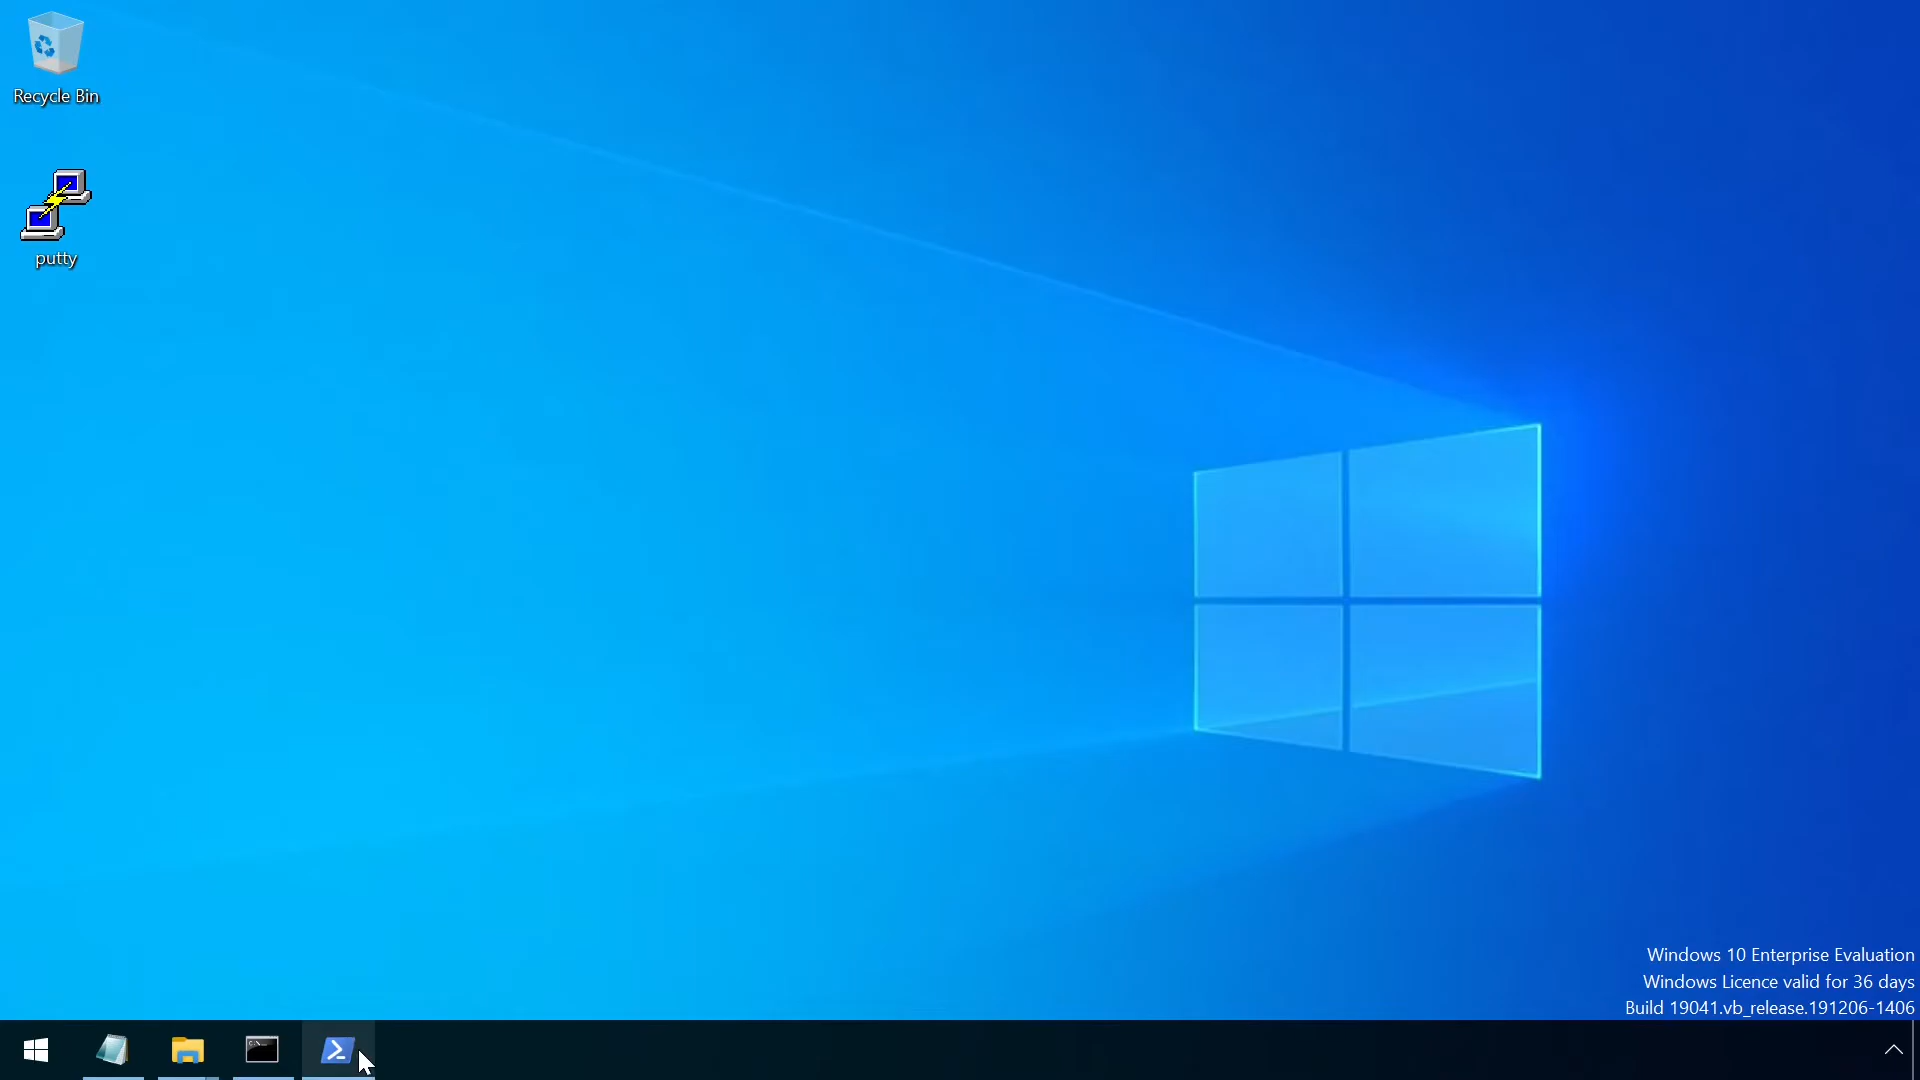 Recycle Bin
putty
Windows 10 Enterprise Evaluation
Windows Licence valid for 36 days
Build 19041.vb_release.191206-1406